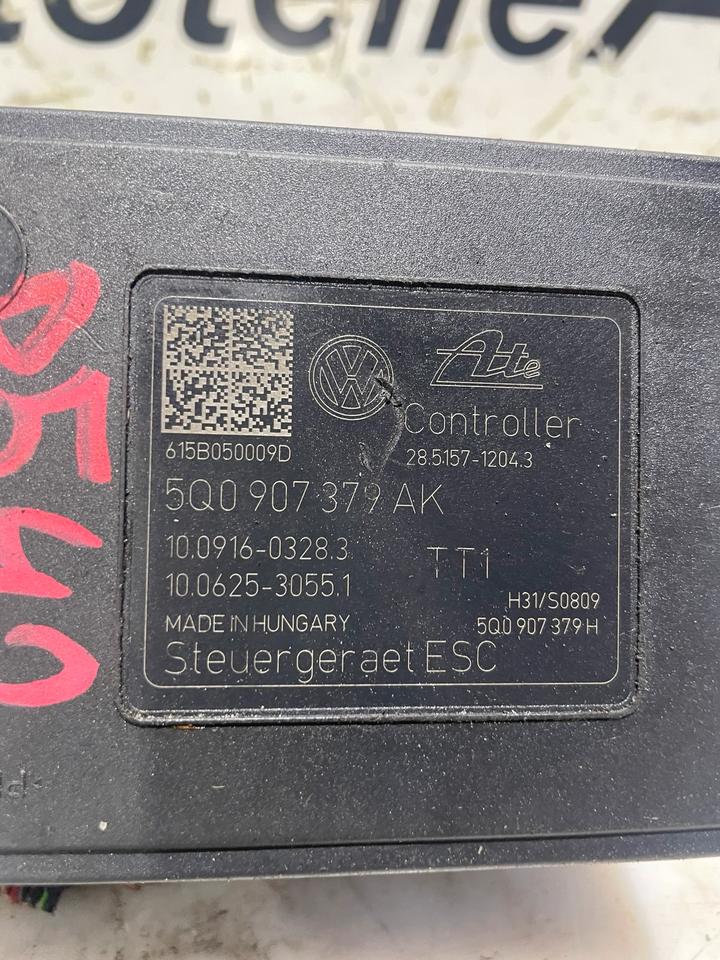 Ate
Controller
615B050009D
28.5157-1204.3
5Q0 907 379 AK
10.0916-0328.3
TT1
10.0625-3055.1
H31/S0809
MADE IN HUNGARY
5Q0 907 379 H
Steuergeraet ESC